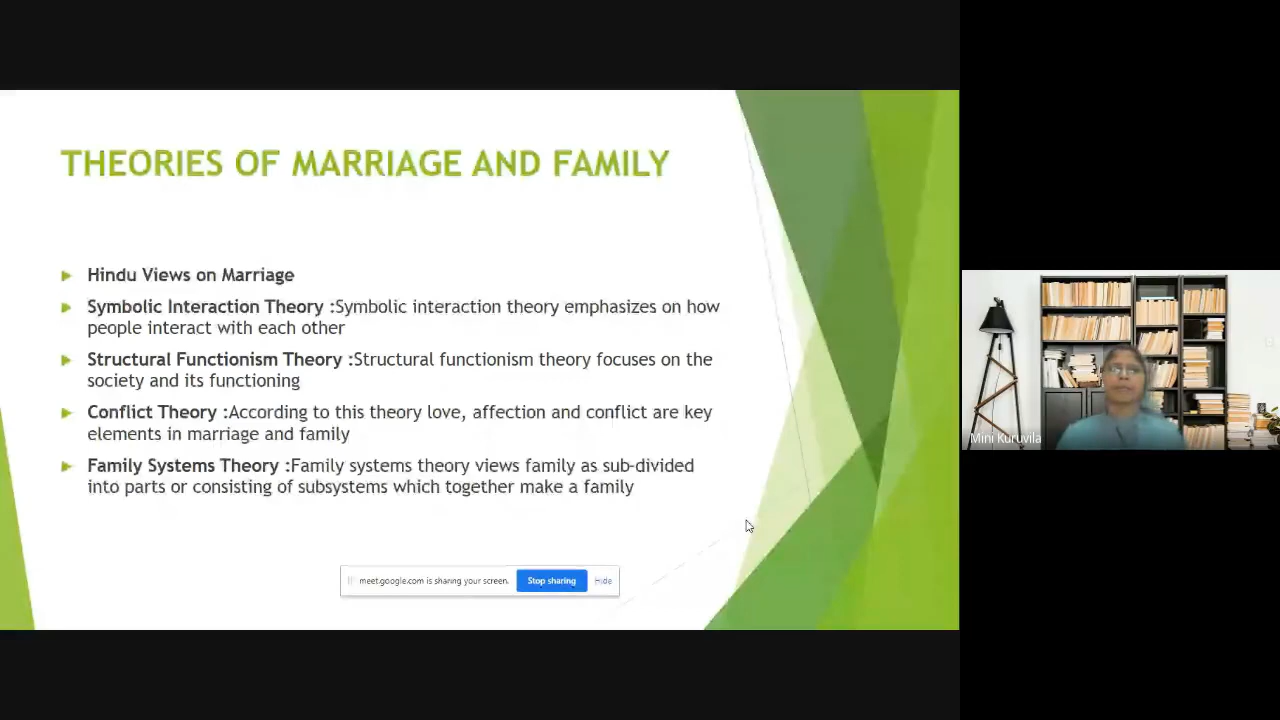 THEORIES OF MARRIAGE AND FAMILY
Hindu Views on Marriage
Symbolic Interaction Theory :Symbolic interaction theory emphasizes on how
people interact with each other
Structural Functionism Theory :Structural functionism theory focuses on the
society and its functioning
Conflict Theory :According to this theory love, affection and conflict are key
elements in marriage and family
Family Systems Theory :Family systems theory views family as sub-divided
into parts or consisting of subsystems which together make a family
meet.google.com is sharing your screen. Stop sharing Hide
Mini Kuruvila